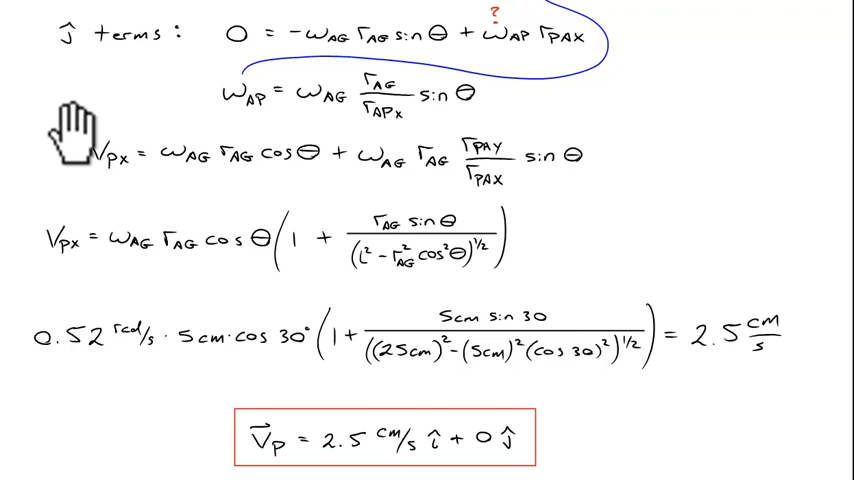 ĵ terms: 0 = -ω_AG r_AG sin θ + ω_AP r_PAX
?
ω_AP = ω_AG r_AG/r_APX sin θ
V_PX = ω_AG r_AG cos θ + ω_AG r_AG r_PAY/r_PAX sin θ
V_PX = ω_AG r_AG cos θ (1 + r_AG sin θ/(L² - r²_AG cos²θ)^1/2)
0.52 rad/s · 5cm · cos 30° (1 + 5cm sin 30/((25cm)² - (5cm)² (cos 30)²)^1/2) = 2.5 cm/s
V⃗_P = 2.5 cm/s î + 0 ĵ